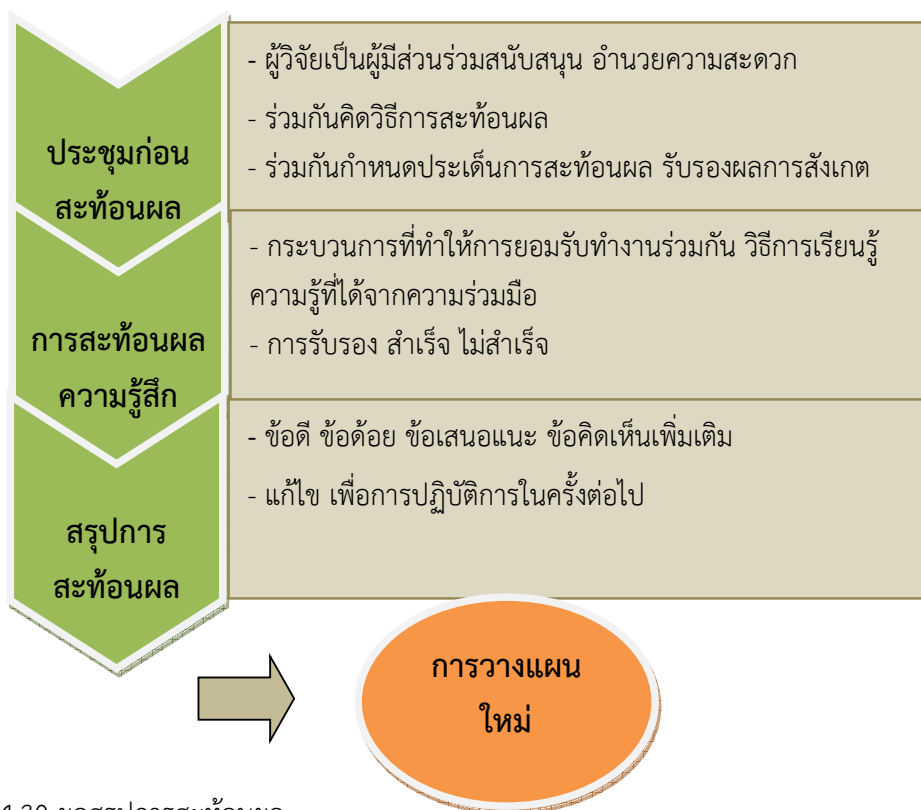 ประชุมก่อน
สะท้อนผล
- ผู้วิจัยเป็นผู้มีส่วนร่วมสนับสนุน อำนวยความสะดวก
- ร่วมกันคิดวิธีการสะท้อนผล
- ร่วมกันกำหนดประเด็นการสะท้อนผล รับรองผลการสังเกต
การสะท้อนผล
ความรู้สึก
- กระบวนการที่ทำให้การยอมรับทำงานร่วมกัน วิธีการเรียนรู้
ความรู้ที่ได้จากความร่วมมือ
- การรับรอง สำเร็จ ไม่สำเร็จ
สรุปการ
สะท้อนผล
- ข้อดี ข้อด้อย ข้อเสนอแนะ ข้อคิดเห็นเพิ่มเติม
- แก้ไข เพื่อการปฏิบัติการในครั้งต่อไป
การวางแผน
ใหม่